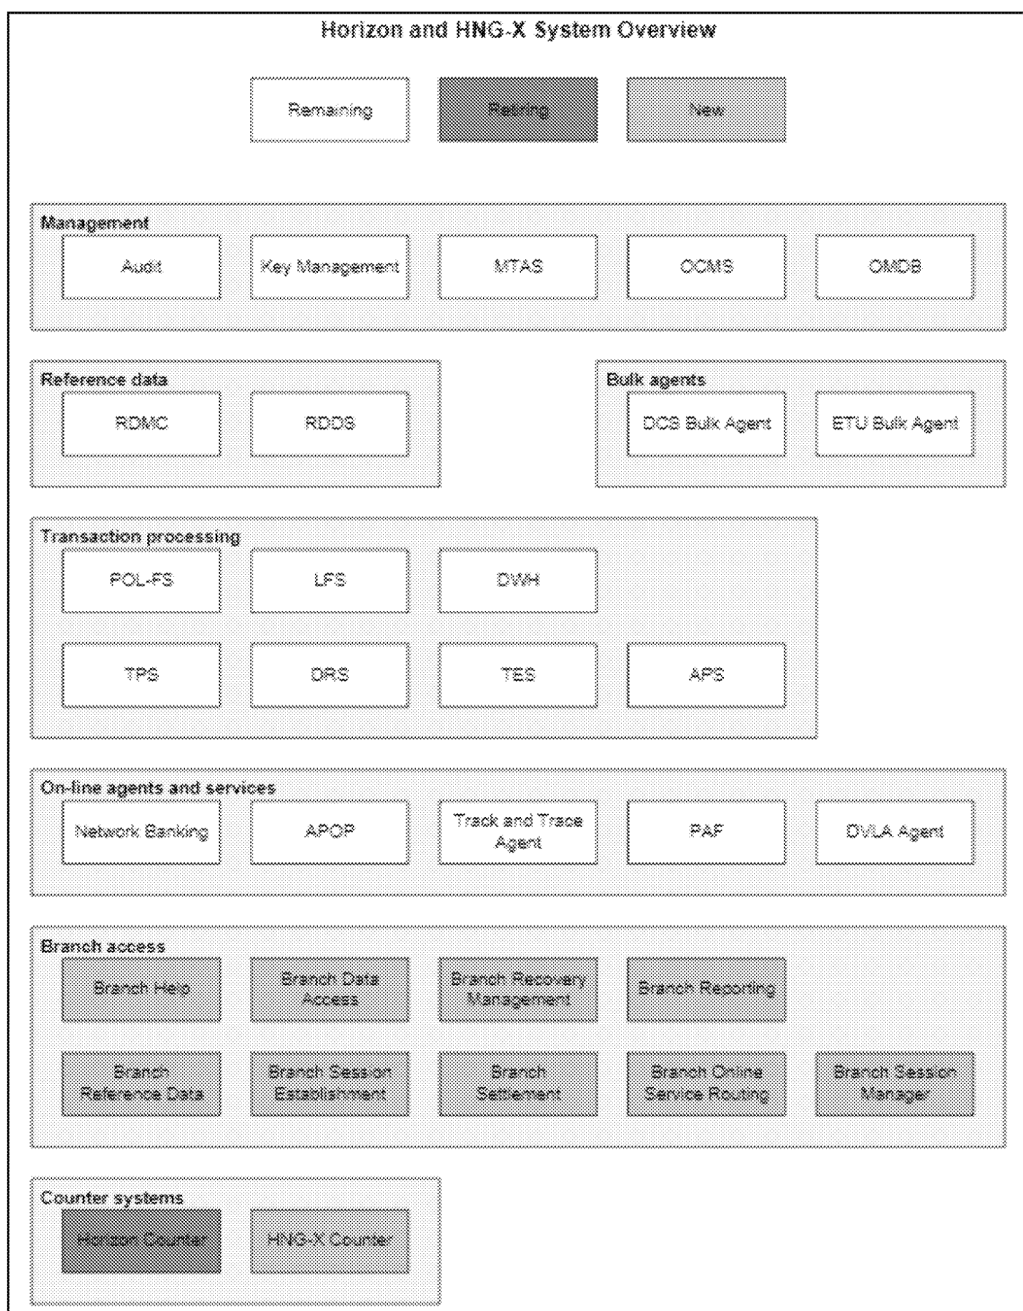 Horizon and HNG-X System Overview
Remaining
Retiring
New
Management
Audit
Key Management
MTAS
OCMS
OMDB
Reference data
RDMC
RDDS
Bulk agents
DCS Bulk Agent
ETU Bulk Agent
Transaction processing
POL-FS
LFS
DWH
TPS
DRS
TES
APS
On-line agents and services
Network Banking
APOP
Track and Trace
Agent
PAF
DVLA Agent
Branch access
Branch Help
Branch Data
Access
Branch Recovery
Management
Branch Reporting
Branch
Reference Data
Branch Session
Establishment
Branch
Settlement
Branch Online
Service Routing
Branch Session
Manager
Counter systems
Horizon Counter
HNG-X Counter